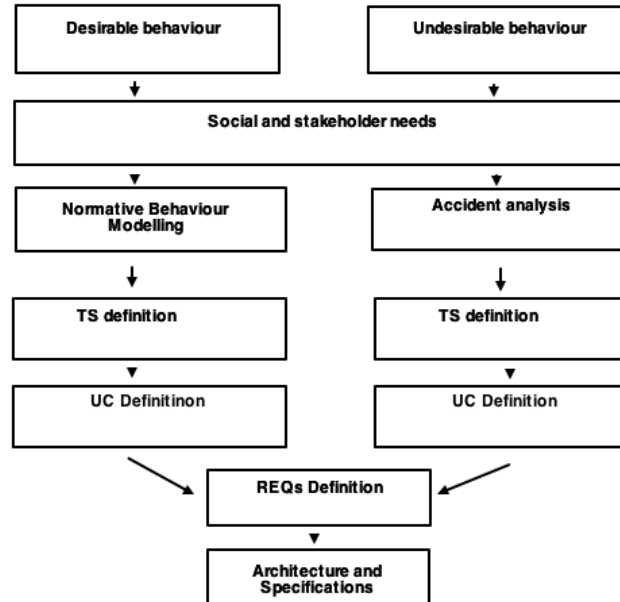 Desirable behaviour
Undesirable behaviour
Social and stakeholder needs
Normative Behaviour
Modelling
Accident analysis
TS definition
TS definition
UC Definitinon
UC Definition
REQs Definition
Architecture and
Specifications